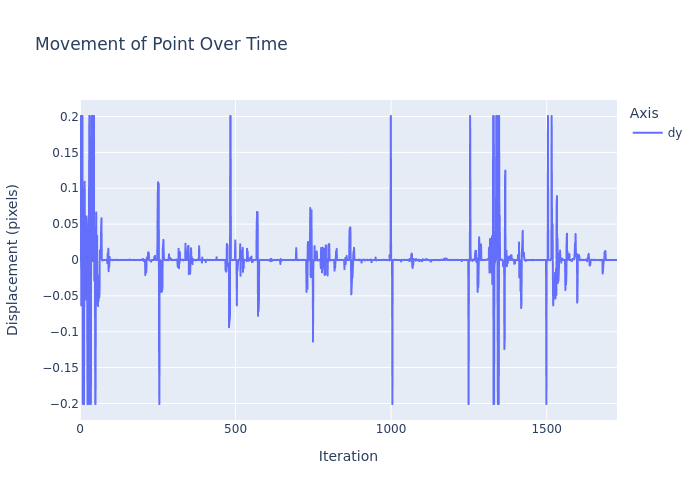 Movement of Point Over Time
Axis
dy
Displacement (pixels)
0.2
0.15
0.1
0.05
0
−0.05
−0.1
−0.15
−0.2
0 500 1000 1500
Iteration